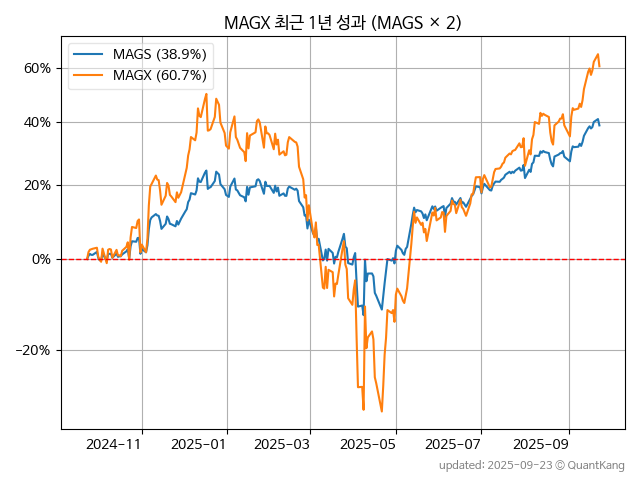 MAGX 최근 1년 성과 (MAGS × 2)
MAGS (38.9%)
MAGX (60.7%)
60%
40%
20%
0%
−20%
2024-11
2025-01
2025-03
2025-05
2025-07
2025-09
updated: 2025-09-23 © QuantKang